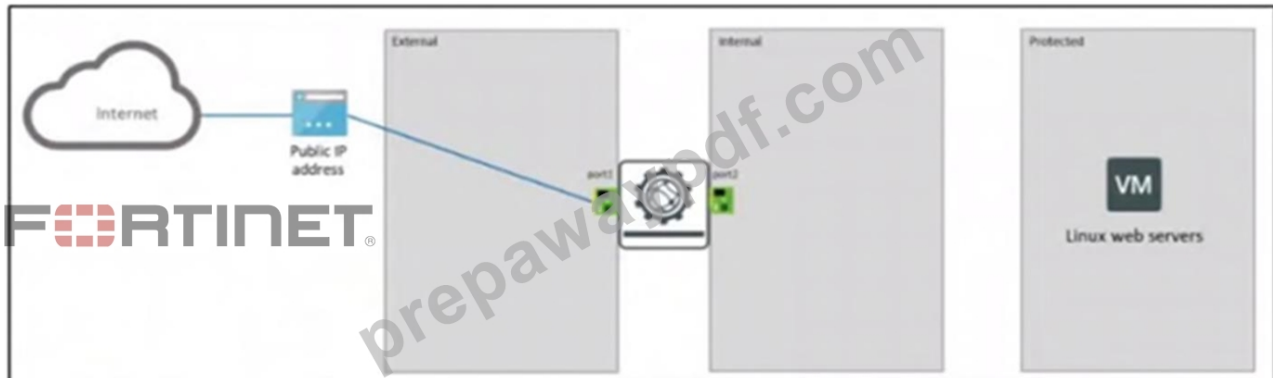 External
Internal
Protected
Internet
Public IP
address
port1
port2
VM
Linux web servers
FORTINET®
prepawaypdf.com